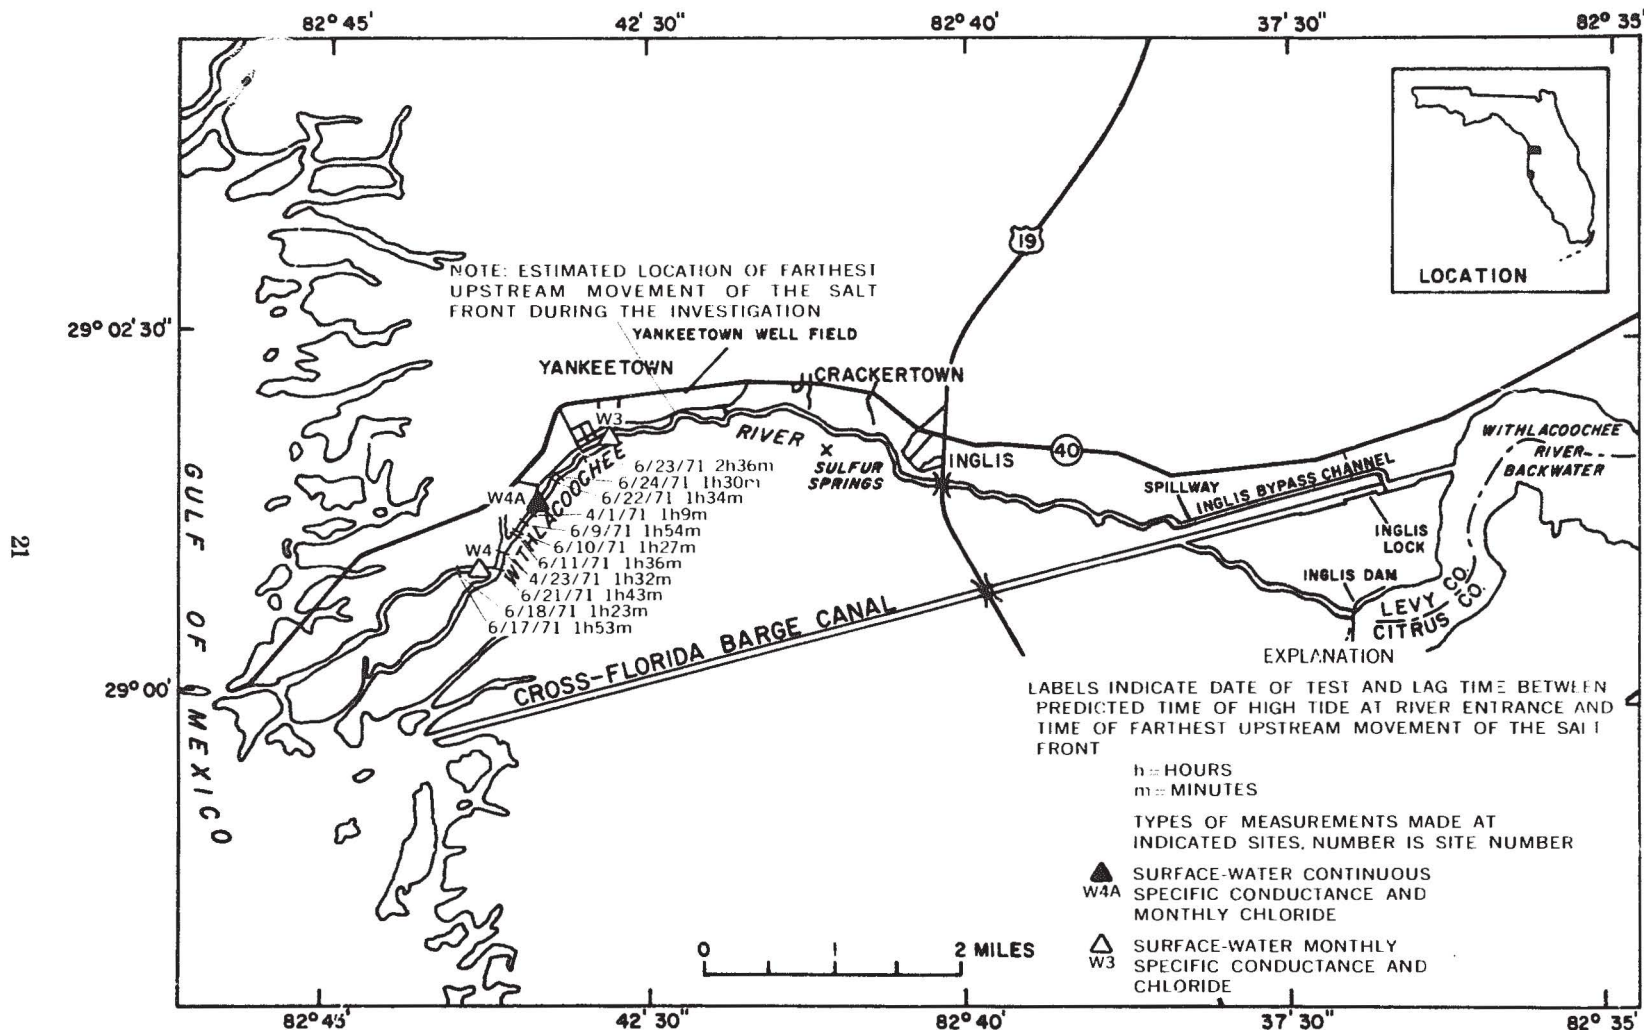 82° 45'
42' 30"
82° 40'
37' 30"
82° 35'
19
LOCATION
NOTE: ESTIMATED LOCATION OF FARTHEST
UPSTREAM MOVEMENT OF THE SALT
FRONT DURING THE INVESTIGATION
29° 02' 30"
YANKEETOWN WELL FIELD
YANKEETOWN
CRACKERTOWN
W3
RIVER
SULFUR
SPRINGS
INGLIS
40
WITHLACOOCHEE
RIVER
BACKWATER
SPILLWAY
INGLIS BYPASS CHANNEL
INGLIS
LOCK
INGLIS DAM
LEVY CO.
CITRUS CO.
WITHLACOOCHEE
W4A
W4
6/23/71 2h36m
6/24/71 1h30m
6/22/71 1h34m
4/1/71 1h9m
6/9/71 1h54m
6/10/71 1h27m
6/11/71 1h36m
4/23/71 1h32m
6/21/71 1h43m
6/18/71 1h23m
6/17/71 1h53m
GULF OF MEXICO
21
CROSS-FLORIDA BARGE CANAL
29° 00'
EXPLANATION
LABELS INDICATE DATE OF TEST AND LAG TIME BETWEEN
PREDICTED TIME OF HIGH TIDE AT RIVER ENTRANCE AND
TIME OF FARTHEST UPSTREAM MOVEMENT OF THE SALT
FRONT
h = HOURS
m = MINUTES
TYPES OF MEASUREMENTS MADE AT
INDICATED SITES, NUMBER IS SITE NUMBER
W4A
SURFACE-WATER CONTINUOUS
SPECIFIC CONDUCTANCE AND
MONTHLY CHLORIDE
W3
SURFACE-WATER MONTHLY
SPECIFIC CONDUCTANCE AND
CHLORIDE
0 1 2 MILES
82° 45'
42' 30"
82° 40'
37' 30"
82° 35'